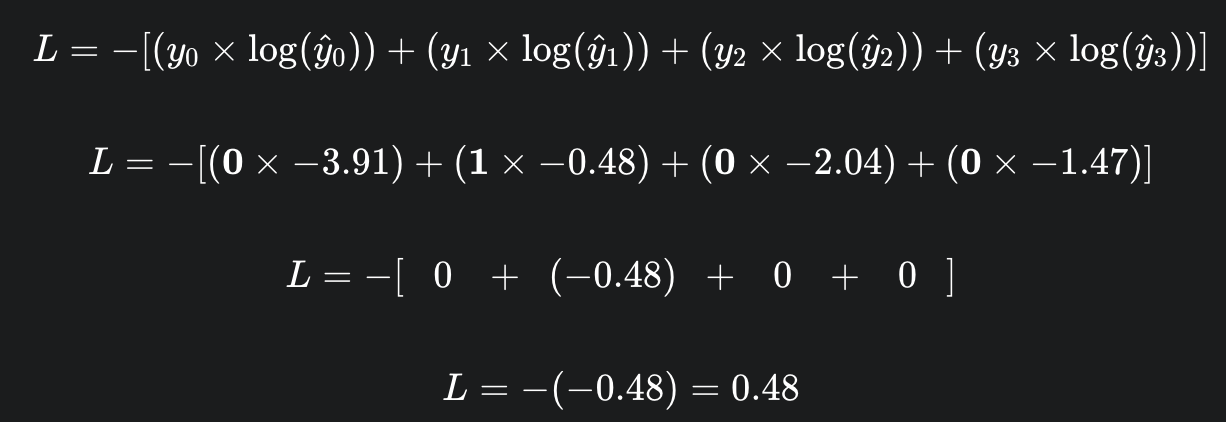 L = −[(y₀ × log(ŷ₀)) + (y₁ × log(ŷ₁)) + (y₂ × log(ŷ₂)) + (y₃ × log(ŷ₃))]
L = −[(0 × −3.91) + (1 × −0.48) + (0 × −2.04) + (0 × −1.47)]
L = −[ 0 + (−0.48) + 0 + 0 ]
L = −(−0.48) = 0.48